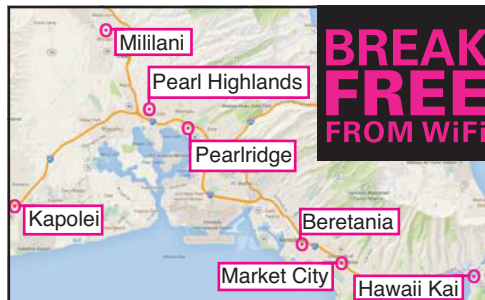 Mililani
BREAK
FREE
FROM WiFi
Pearl Highlands
Pearlridge
Kapolei
Beretania
Market City
Hawaii Kai